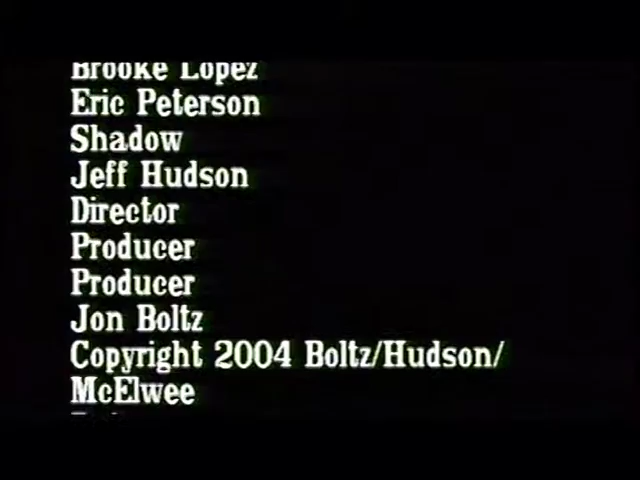 Brooke Lopez
Eric Peterson
Shadow
Jeff Hudson
Director
Producer
Producer
Jon Boltz
Copyright 2004 Boltz/Hudson/
McElwee